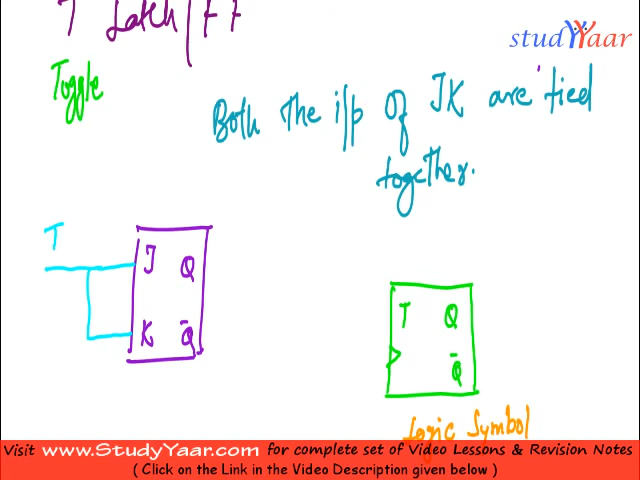 T Latch/FF
studYYaar
Toggle
Both The i/p Of JK are tied
together.
T
J Q
K Q̅
T Q
Q̅
Logic Symbol
Visit www.StudyYaar.com for complete set of Video Lessons & Revision Notes
( Click on the Link in the Video Description given below )